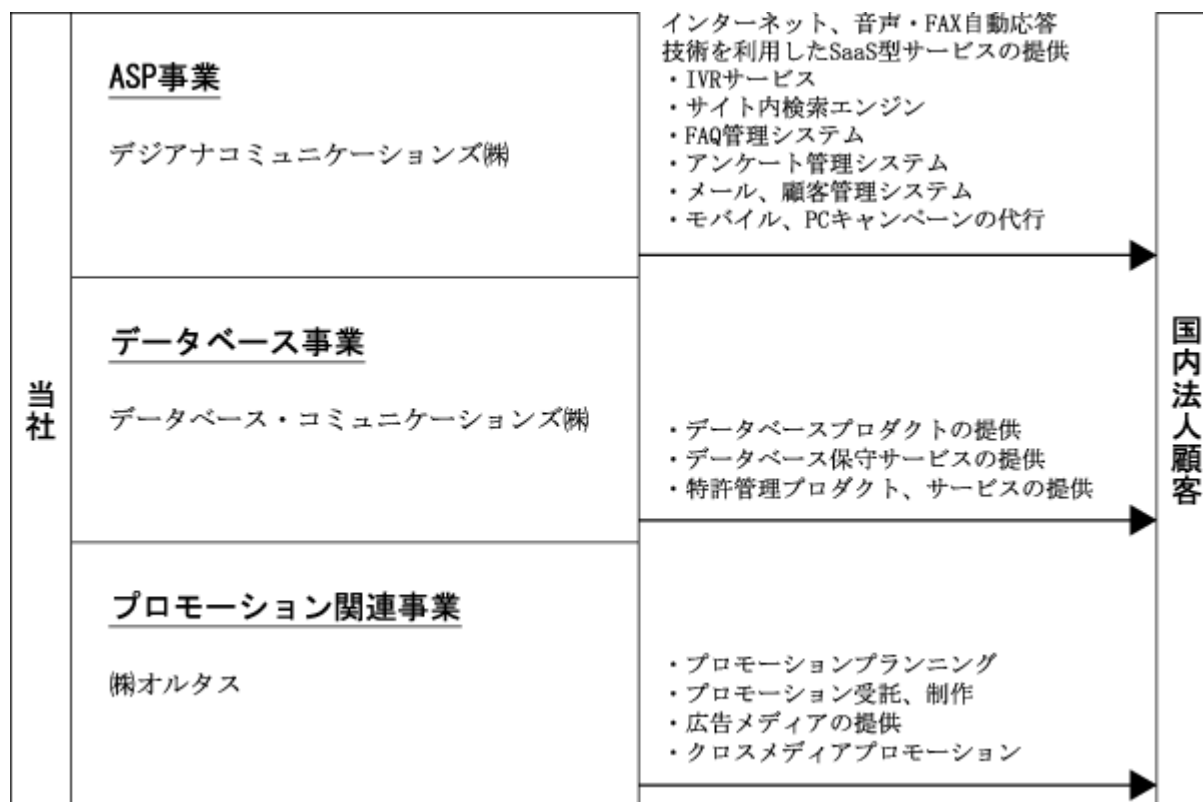 当社
ASP事業
デジアナコミュニケーションズ㈱
インターネット、音声・FAX自動応答
技術を利用したSaaS型サービスの提供
・IVRサービス
・サイト内検索エンジン
・FAQ管理システム
・アンケート管理システム
・メール、顧客管理システム
・モバイル、PCキャンペーンの代行
データベース事業
データベース・コミュニケーションズ㈱
・データベースプロダクトの提供
・データベース保守サービスの提供
・特許管理プロダクト、サービスの提供
プロモーション関連事業
㈱オルタス
・プロモーションプランニング
・プロモーション受託、制作
・広告メディアの提供
・クロスメディアプロモーション
国内法人顧客